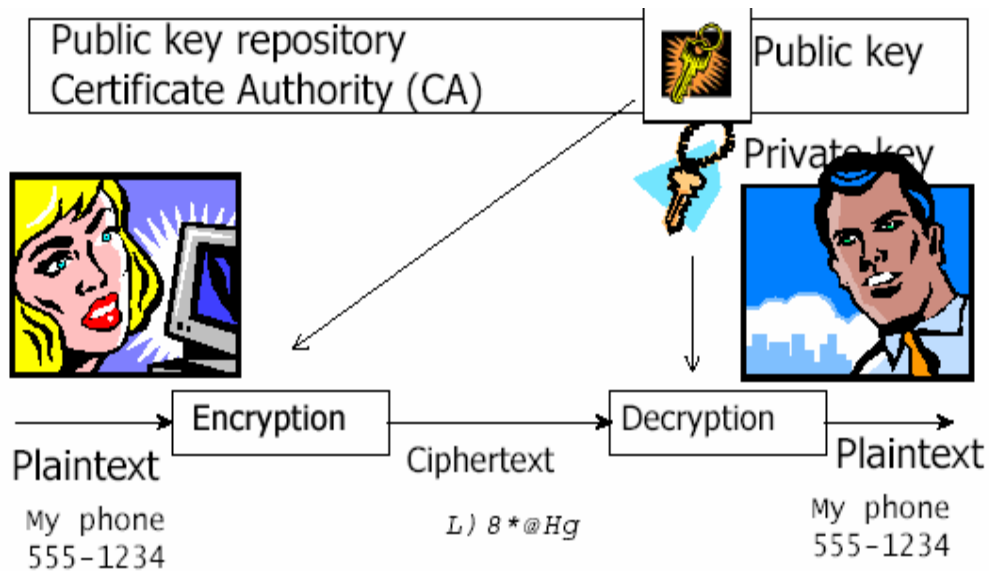 Public key repository
Certificate Authority (CA)
Public key
Private key
Encryption
Decryption
Plaintext
Ciphertext
Plaintext
My phone
555-1234
L)8*@Hg
My phone
555-1234